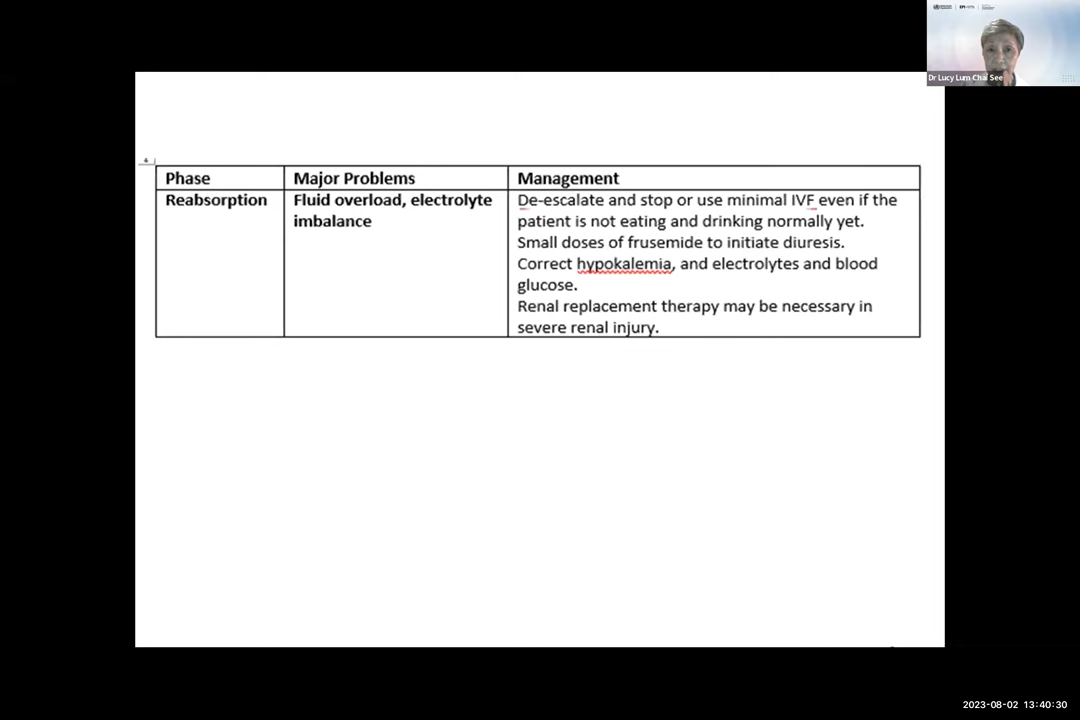 Dr Lucy Lum Chai See
Phase
Major Problems
Management
Reabsorption
Fluid overload, electrolyte
imbalance
De-escalate and stop or use minimal IVF even if the
patient is not eating and drinking normally yet.
Small doses of frusemide to initiate diuresis.
Correct hypokalemia, and electrolytes and blood
glucose.
Renal replacement therapy may be necessary in
severe renal injury.
2023-08-02 13:40:30